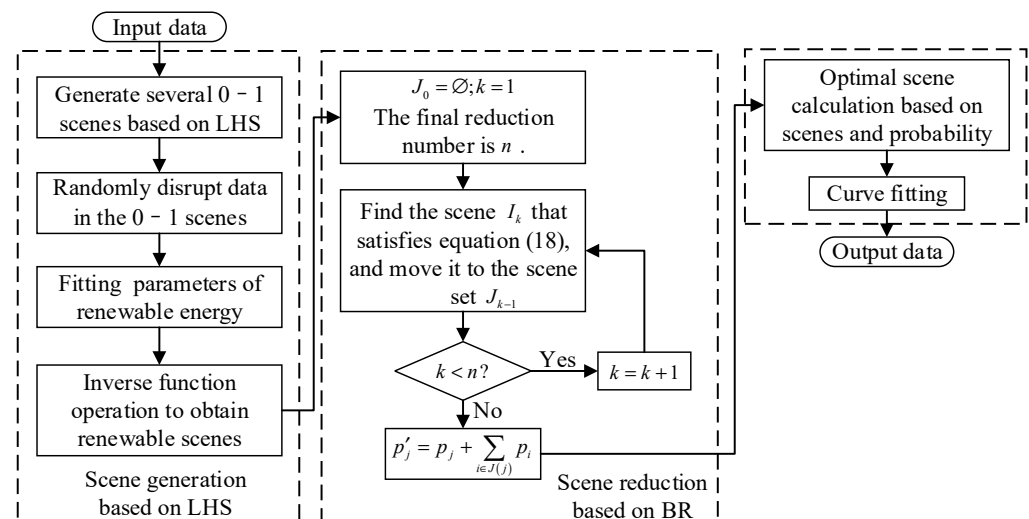 Input data
Generate several 0 - 1
scenes based on LHS
Randomly disrupt data
in the 0 - 1 scenes
Fitting parameters of
renewable energy
Inverse function
operation to obtain
renewable scenes
Scene generation
based on LHS
J₀ = ∅; k = 1
The final reduction
number is n .
Find the scene Iₖ that
satisfies equation (18),
and move it to the scene
set Jₖ₋₁
k < n?
Yes
k = k + 1
No
p′ⱼ = pⱼ + ∑_{i∈J(j)} pᵢ
Scene reduction
based on BR
Optimal scene
calculation based on
scenes and probability
Curve fitting
Output data